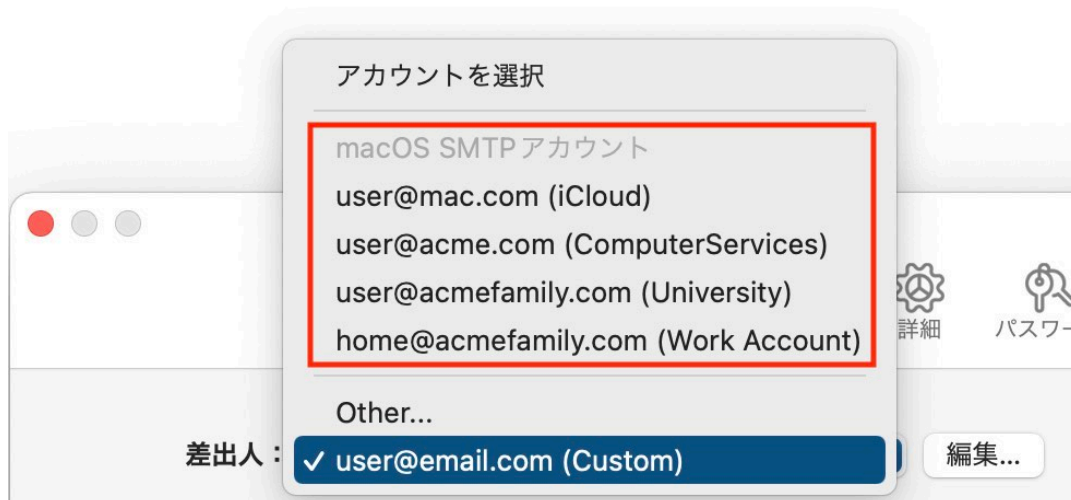 アカウントを選択
macOS SMTPアカウント
user@mac.com (iCloud)
user@acme.com (ComputerServices)
user@acmefamily.com (University)
home@acmefamily.com (Work Account)
詳細
パスワー
Other...
差出人：
✓ user@email.com (Custom)
編集...